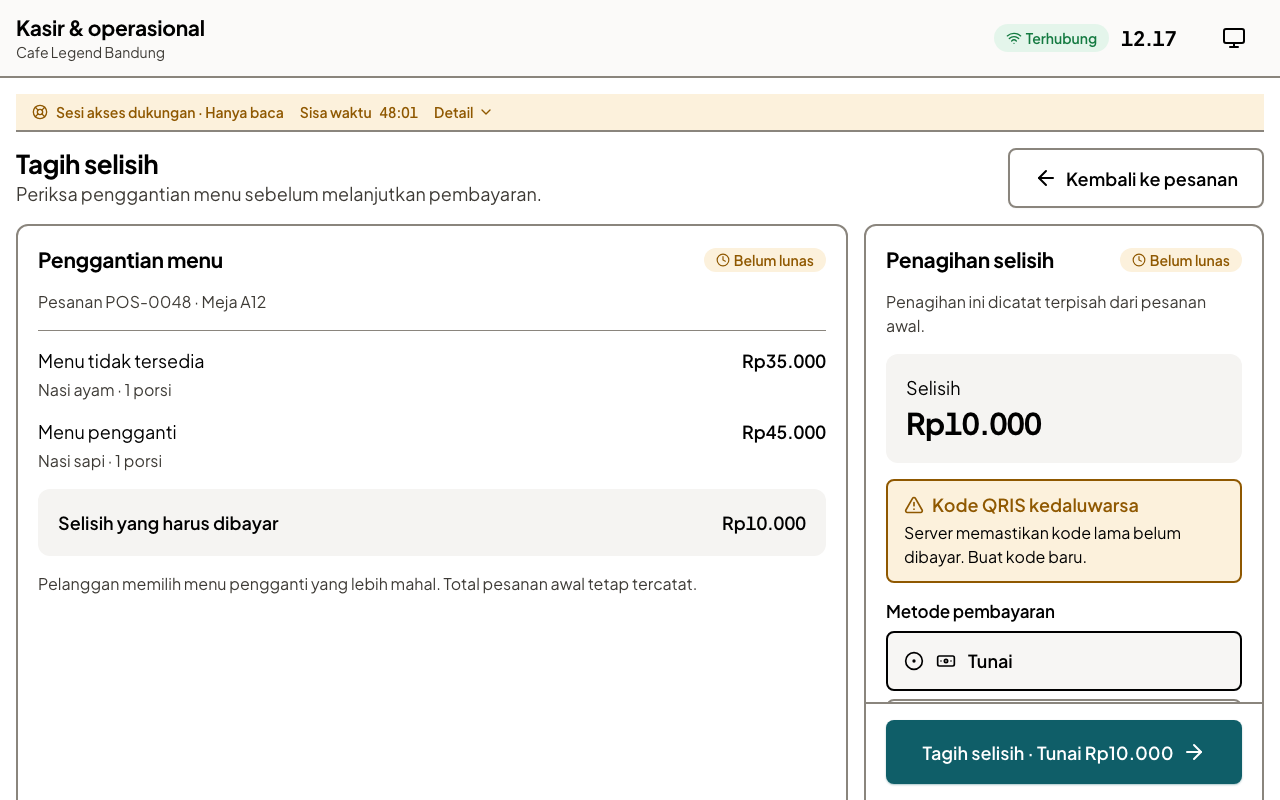 Kasir & operasional
Cafe Legend Bandung
Terhubung
12.17
Sesi akses dukungan · Hanya baca Sisa waktu 48:01 Detail
Tagih selisih
Periksa penggantian menu sebelum melanjutkan pembayaran.
Kembali ke pesanan
Penggantian menu
Belum lunas
Pesanan POS-0048 · Meja A12
Menu tidak tersedia Rp35.000
Nasi ayam · 1 porsi
Menu pengganti Rp45.000
Nasi sapi · 1 porsi
Selisih yang harus dibayar Rp10.000
Pelanggan memilih menu pengganti yang lebih mahal. Total pesanan awal tetap tercatat.
Penagihan selisih
Belum lunas
Penagihan ini dicatat terpisah dari pesanan
awal.
Selisih
Rp10.000
Kode QRIS kedaluwarsa
Server memastikan kode lama belum
dibayar. Buat kode baru.
Metode pembayaran
Tunai
Tagih selisih · Tunai Rp10.000